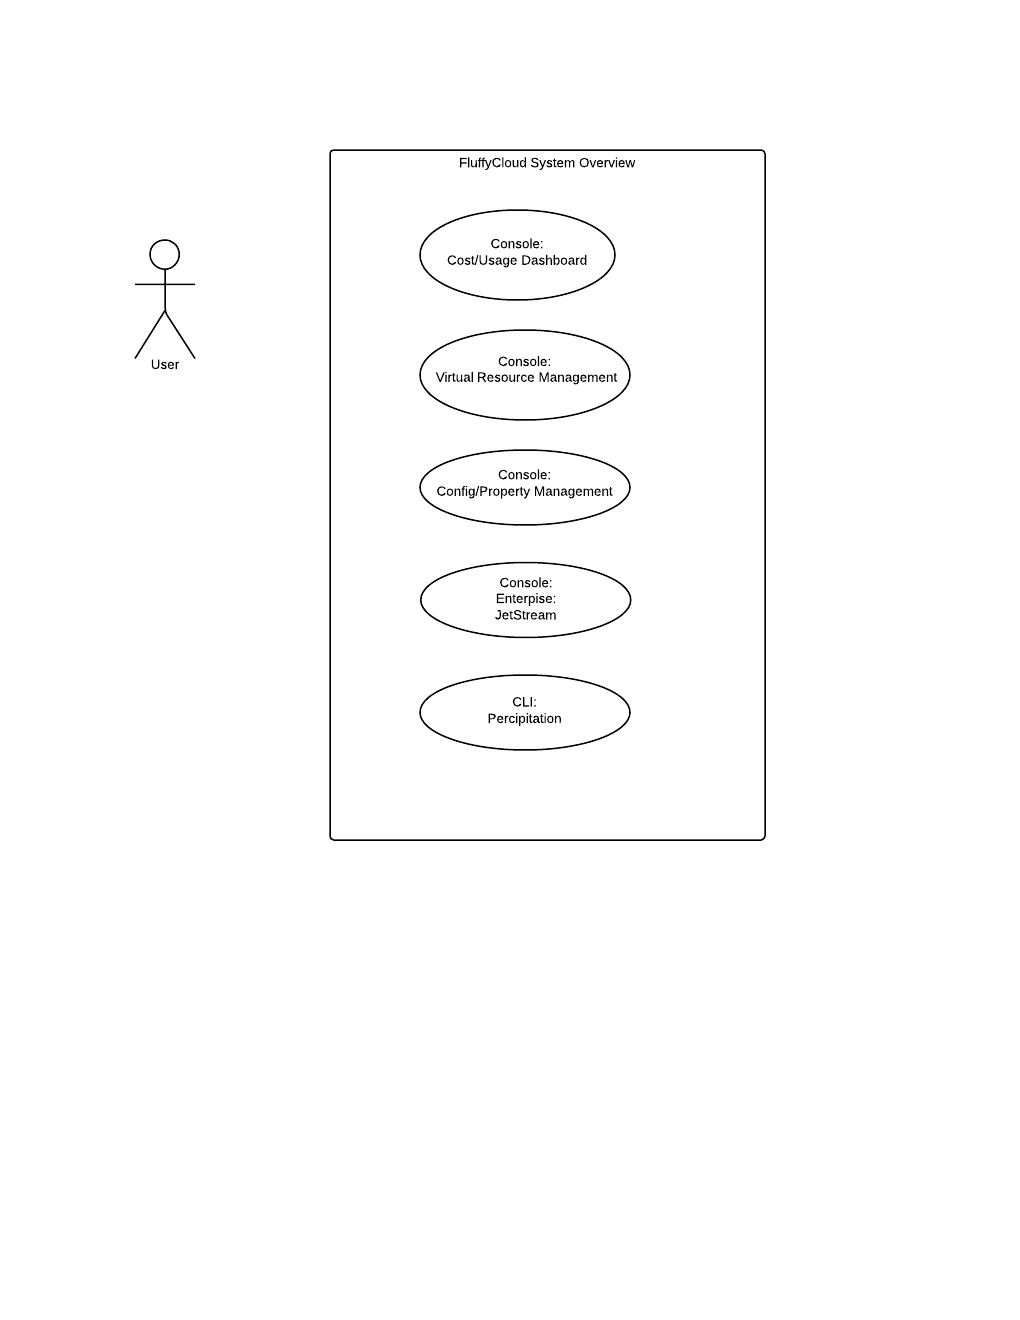 FluffyCloud System Overview
Console:
Cost/Usage Dashboard
User
Console:
Virtual Resource Management
Console:
Config/Property Management
Console:
Enterpise:
JetStream
CLI:
Percipitation